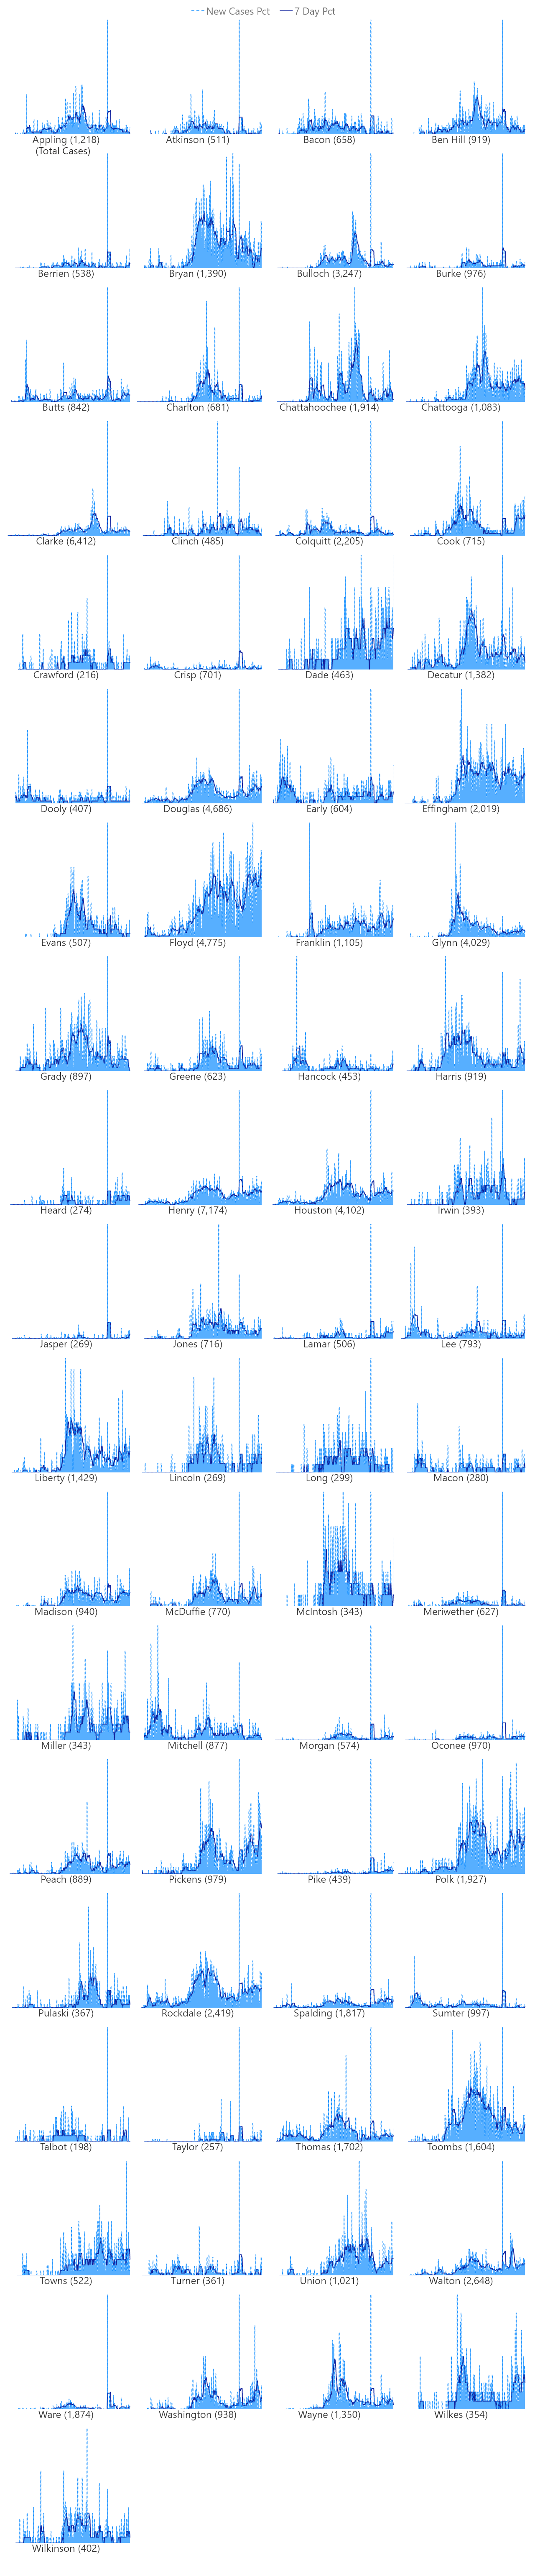 New Cases Pct 7 Day Pct
Appling (1,218) Atkinson (511) Bacon (658) Ben Hill (919)
(Total Cases)
Berrien (538) Bryan (1,390) Bulloch (3,247) Burke (976)
Butts (842) Charlton (681) Chattahoochee (1,914) Chattooga (1,083)
Clarke (6,412) Clinch (485) Colquitt (2,205) Cook (715)
Crawford (216) Crisp (701) Dade (463) Decatur (1,382)
Dooly (407) Douglas (4,686) Early (604) Effingham (2,019)
Evans (507) Floyd (4,775) Franklin (1,105) Glynn (4,029)
Grady (897) Greene (623) Hancock (453) Harris (919)
Heard (274) Henry (7,174) Houston (4,102) Irwin (393)
Jasper (269) Jones (716) Lamar (506) Lee (793)
Liberty (1,429) Lincoln (269) Long (299) Macon (280)
Madison (940) McDuffie (770) McIntosh (343) Meriwether (627)
Miller (343) Mitchell (877) Morgan (574) Oconee (970)
Peach (889) Pickens (979) Pike (439) Polk (1,927)
Pulaski (367) Rockdale (2,419) Spalding (1,817) Sumter (997)
Talbot (198) Taylor (257) Thomas (1,702) Toombs (1,604)
Towns (522) Turner (361) Union (1,021) Walton (2,648)
Ware (1,874) Washington (938) Wayne (1,350) Wilkes (354)
Wilkinson (402)